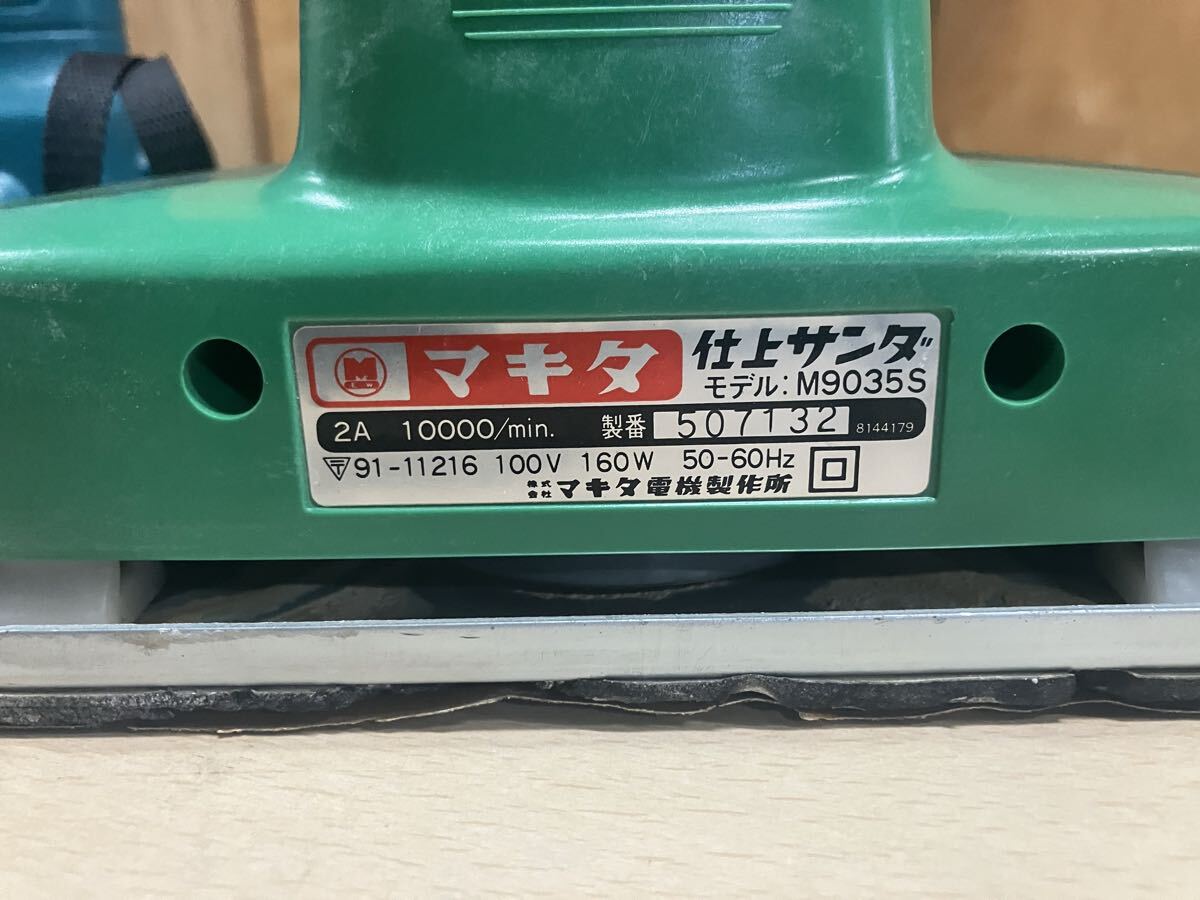 マキタ 仕上サンダ
モデル: M9035S
2A 10000/min. 製番 507132 8144179
〒91-11216 100V 160W 50-60Hz
株式会社 マキタ電機製作所